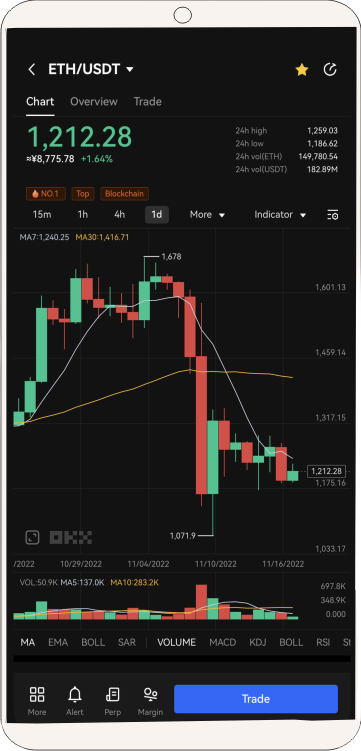 ETH/USDT
Chart Overview Trade
1,212.28
≈¥8,775.78 +1.64%
24h high 1,259.03
24h low 1,186.62
24h vol(ETH) 149,780.54
24h vol(USDT) 182.89M
NO.1 Top Blockchain
15m 1h 4h 1d More Indicator
MA7:1,240.25 MA30:1,416.71
1,678
1,601.13
1,459.14
1,317.15
1,212.28
1,175.16
1,071.9
OKX
1,033.17
/2022 10/29/2022 11/04/2022 11/10/2022 11/16/2022
VOL:50.9K MA5:137.0K MA10:283.2K
697.8K
348.9K
0.000
MA EMA BOLL SAR VOLUME MACD KDJ BOLL RSI
More Alert Perp Margin Trade